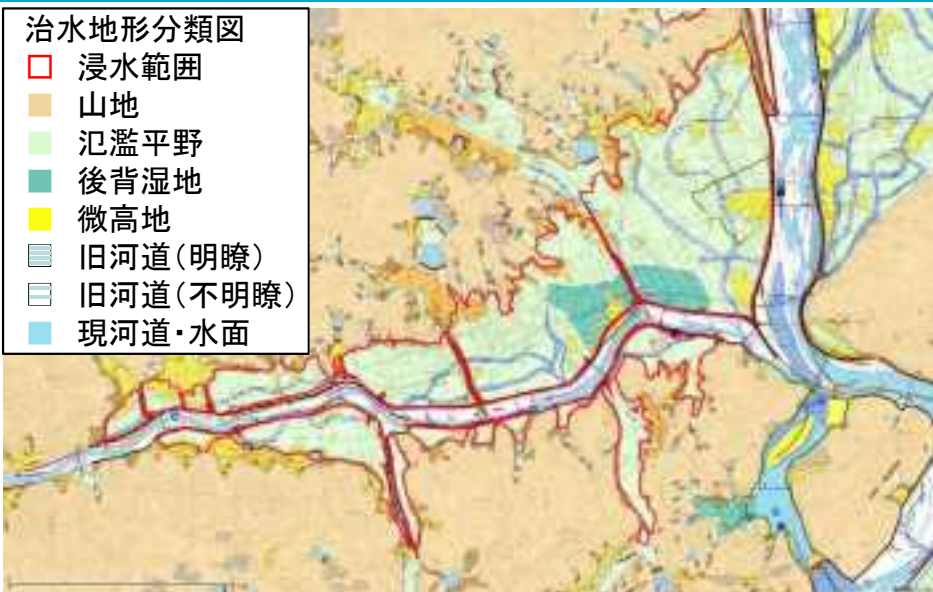 治水地形分類図
浸水範囲
山地
氾濫平野
後背湿地
微高地
旧河道(明瞭)
旧河道(不明瞭)
現河道・水面